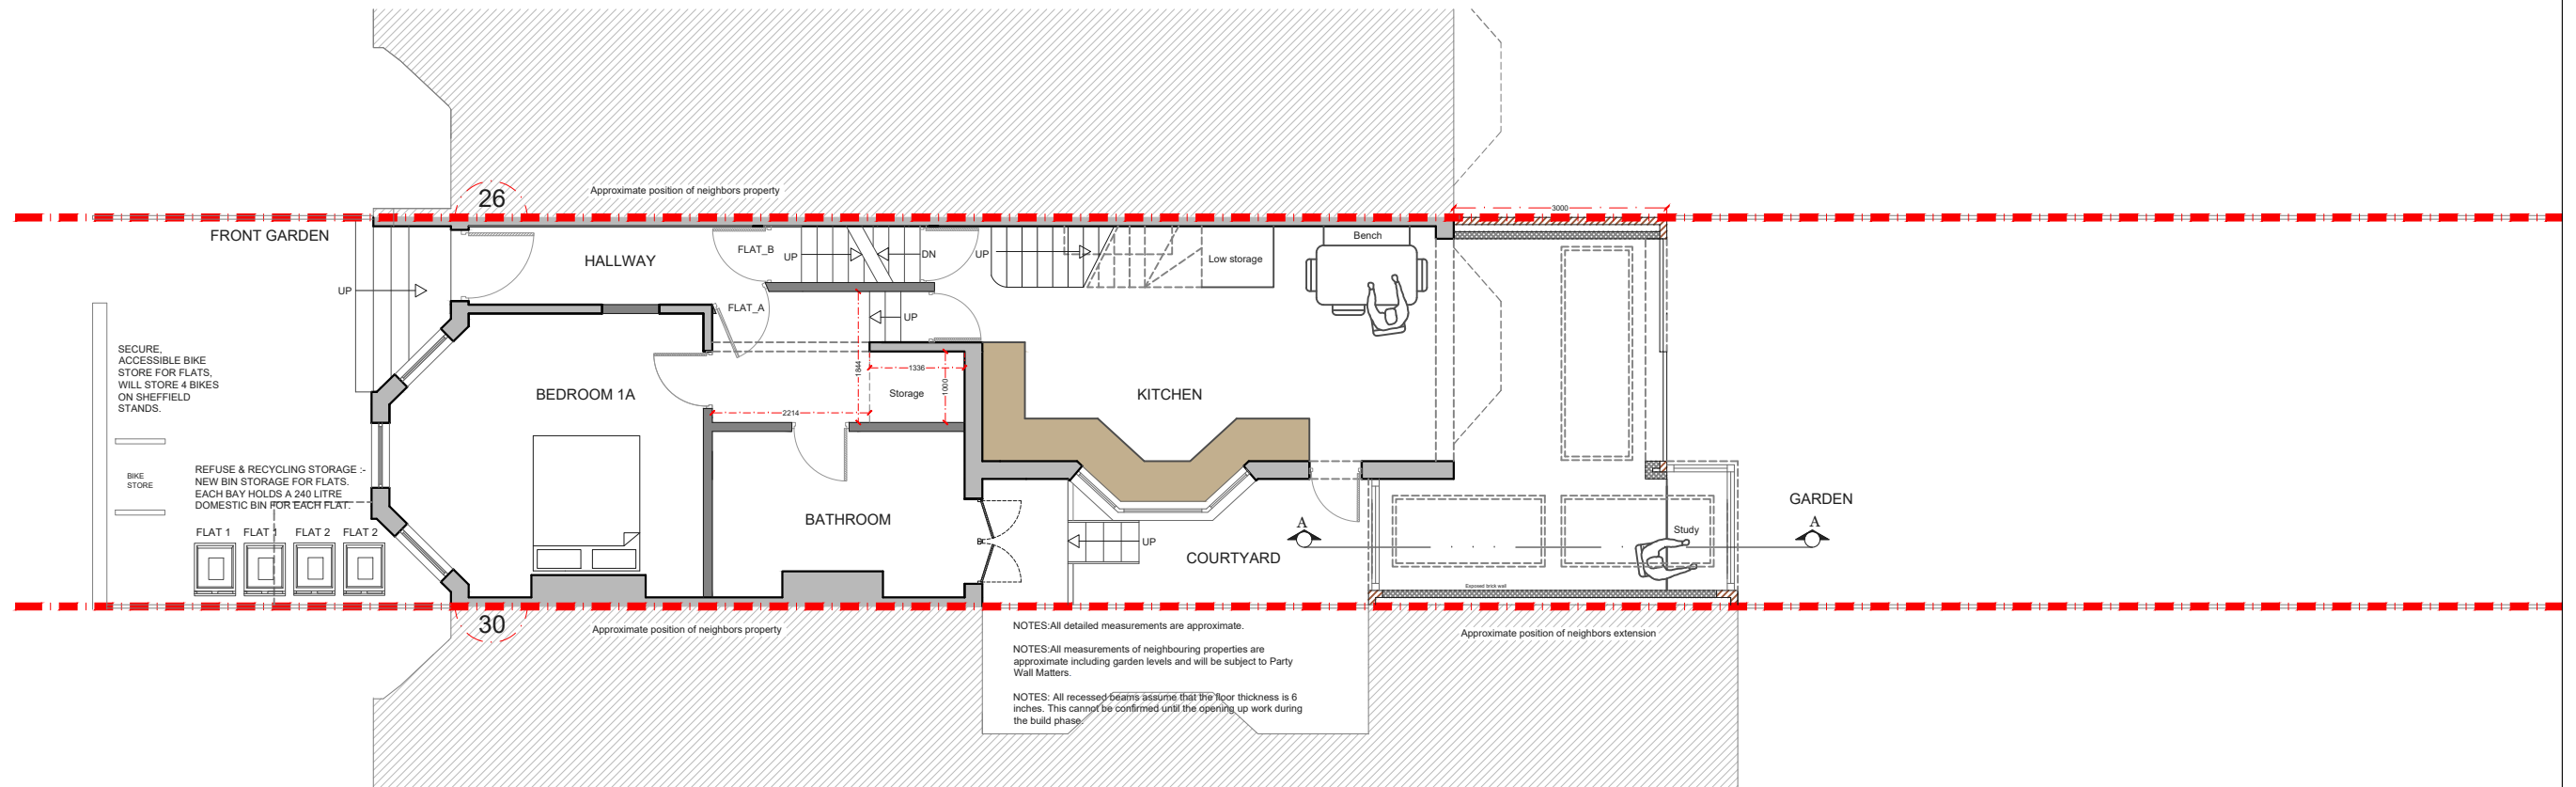 26
Approximate position of neighbors property
3000
FRONT GARDEN
HALLWAY
FLAT_B
UP
DN
UP
Low storage
Bench
UP
FLAT_A
UP
SECURE,
ACCESSIBLE BIKE
STORE FOR FLATS,
WILL STORE 4 BIKES
ON SHEFFIELD
STANDS.
BEDROOM 1A
1844
1336
1000
Storage
2214
KITCHEN
BIKE
STORE
REFUSE & RECYCLING STORAGE :-
NEW BIN STORAGE FOR FLATS.
EACH BAY HOLDS A 240 LITRE
DOMESTIC BIN FOR EACH FLAT.
FLAT 1 FLAT 1 FLAT 2 FLAT 2
BATHROOM
UP
COURTYARD
A
Study
A
GARDEN
Exposed brick wall
30
Approximate position of neighbors property
NOTES:All detailed measurements are approximate.
NOTES:All measurements of neighbouring properties are
approximate including garden levels and will be subject to Party
Wall Matters.
NOTES: All recessed beams assume that the floor thickness is 6
inches. This cannot be confirmed until the opening up work during
the build phase.
Approximate position of neighbors extension